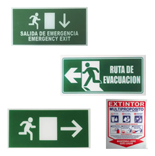 SALIDA DE EMERGENCIA
EMERGENCY EXIT
RUTA DE
EVACUACION
EXTINTOR
MULTIPROPOSITO